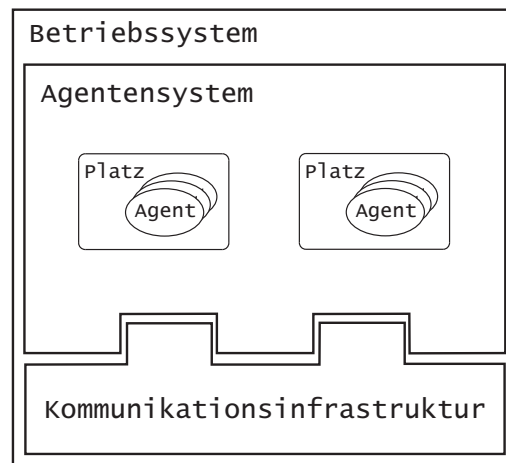 Betriebssystem
Agentensystem
Platz
Agent
Platz
Agent
Kommunikationsinfrastruktur